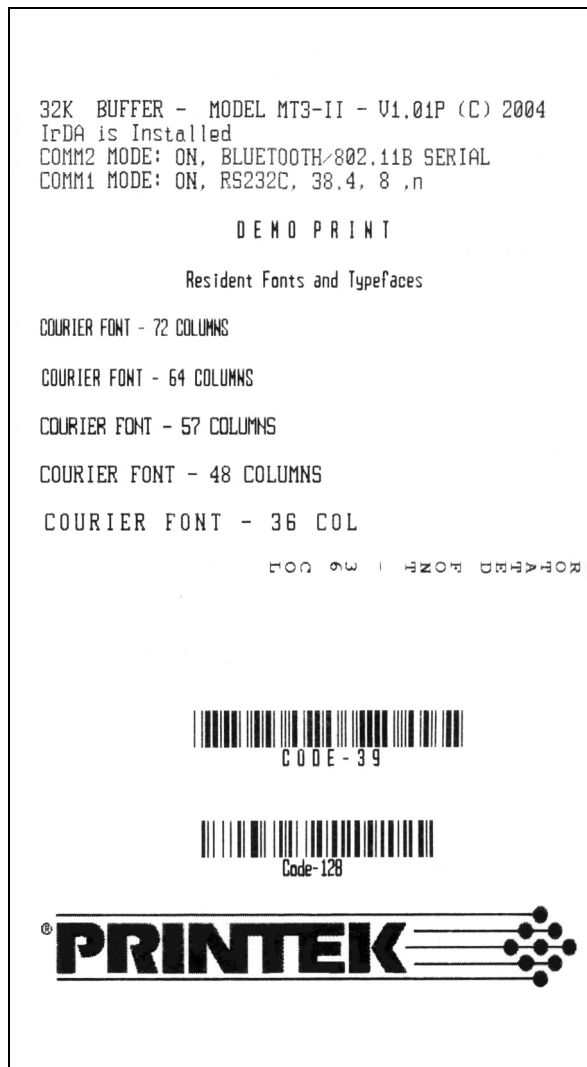 32K BUFFER - MODEL MT3-II - V1.01P (C) 2004
IrDA is Installed
COMM2 MODE: ON, BLUETOOTH/802.11B SERIAL
COMM1 MODE: ON, RS232C, 38.4, 8 ,n
DEMO PRINT
Resident Fonts and Typefaces
COURIER FONT - 72 COLUMNS
COURIER FONT - 64 COLUMNS
COURIER FONT - 57 COLUMNS
COURIER FONT - 48 COLUMNS
COURIER FONT - 36 COL
ROTATED FONT - 36 COL
CODE-39
Code-128
® PRINTEK